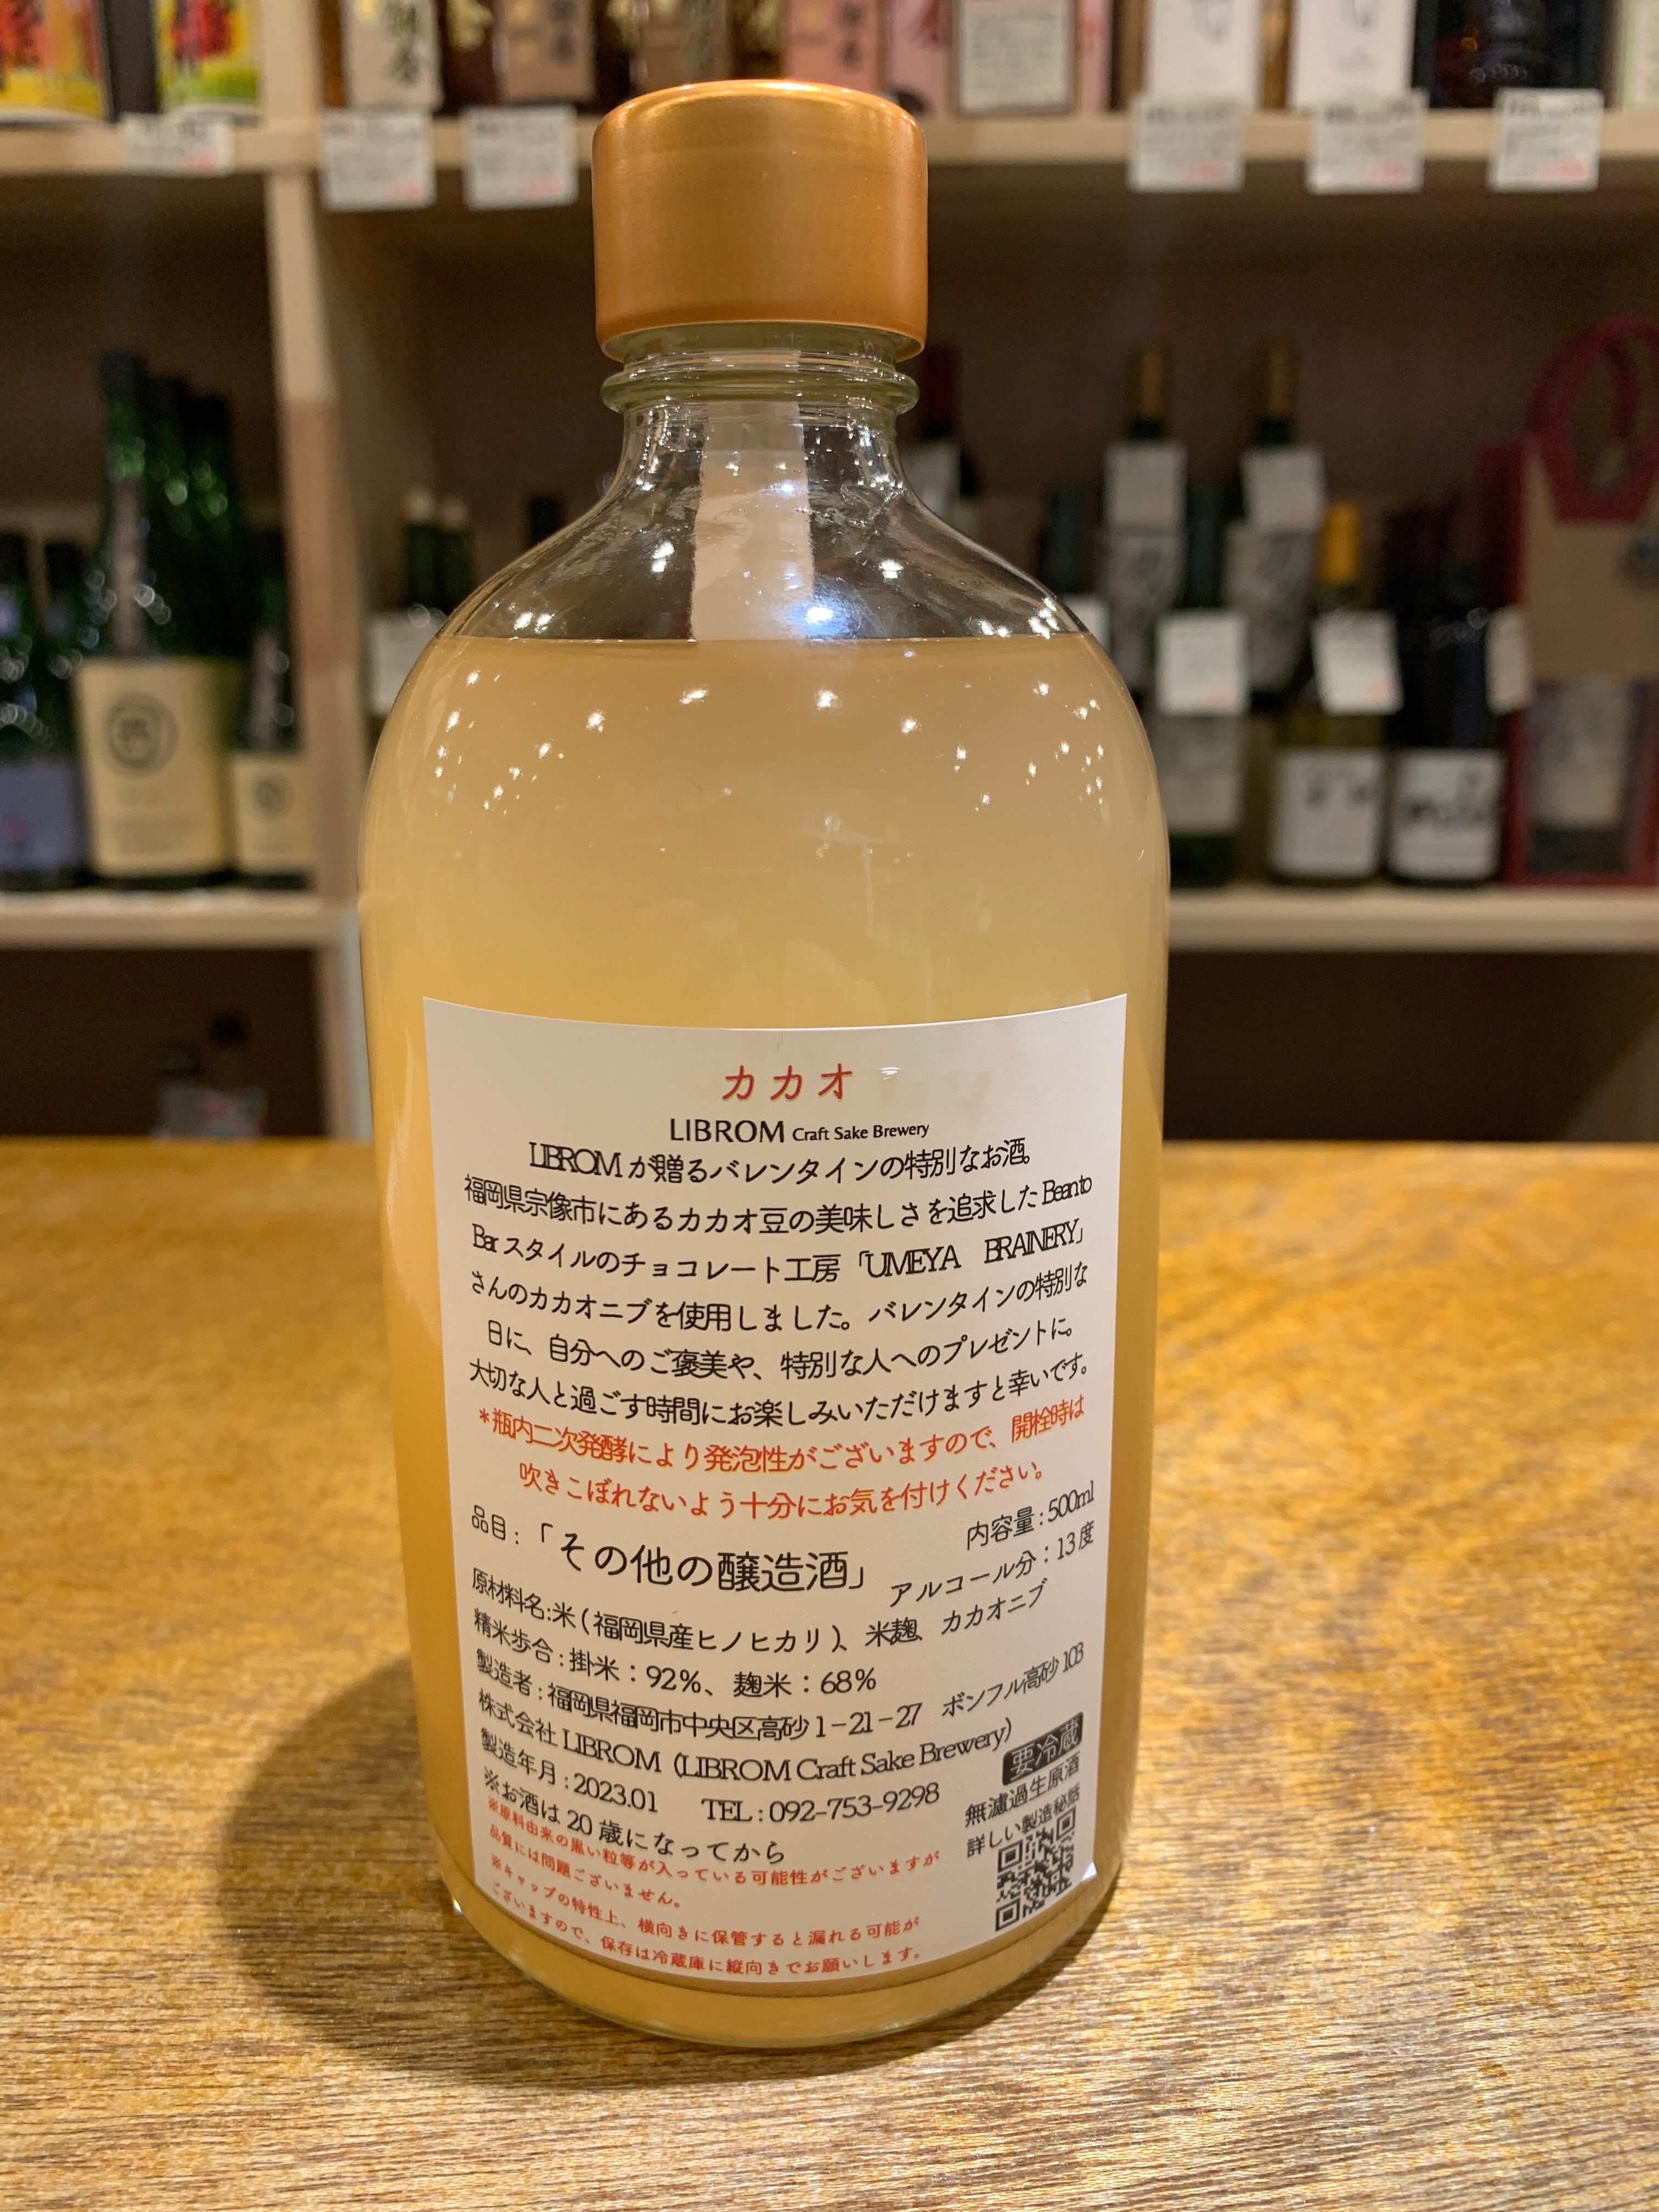 カカオ
LIBROM Craft Sake Brewery
LIBROMが贈るバレンタインの特別なお酒。
福岡県宗像市にあるカカオ豆の美味しさを追求したBean to
Barスタイルのチョコレート工房「UMEYA BRAINERY」
さんのカカオニブを使用しました。バレンタインの特別な
日に、自分へのご褒美や、特別な人へのプレゼントに。
大切な人と過ごす時間にお楽しみいただけますと幸いです。
*瓶内二次発酵により発泡性がございますので、開栓時は
吹きこぼれないよう十分にお気を付けください。
品目:「その他の醸造酒」
内容量:500ml
アルコール分:13度
原材料名:米(福岡県産ヒノヒカリ)、米麹、カカオニブ
精米歩合:掛米:92%、麹米:68%
製造者:福岡県福岡市中央区高砂1-21-27 ボンフル高砂103
株式会社LIBROM (LIBROM Craft Sake Brewery)
製造年月:2023.01 TEL:092-753-9298
※お酒は20歳になってから
要冷蔵
無濾過生原酒
詳しい製造秘話
※原料由来の黒い粒等が入っている可能性がございますが
品質には問題ございません。
※キャップの特性上、横向きに保管すると漏れる可能が
ございますので、保存は冷蔵庫に縦向きでお願いします。